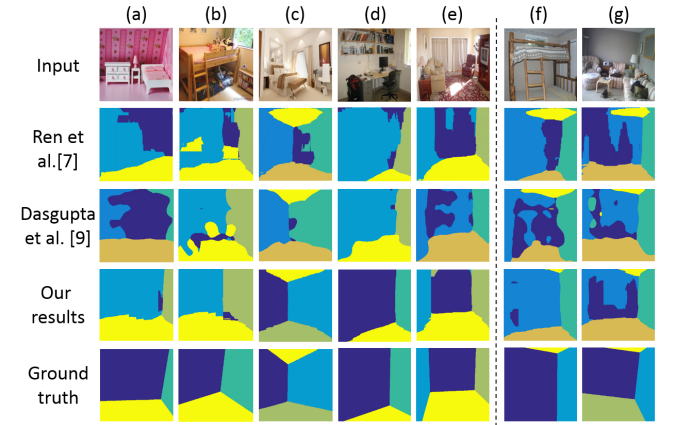 (a) (b) (c) (d) (e) (f) (g)
Input
Ren et
al.[7]
Dasgupta
et al. [9]
Our
results
Ground
truth